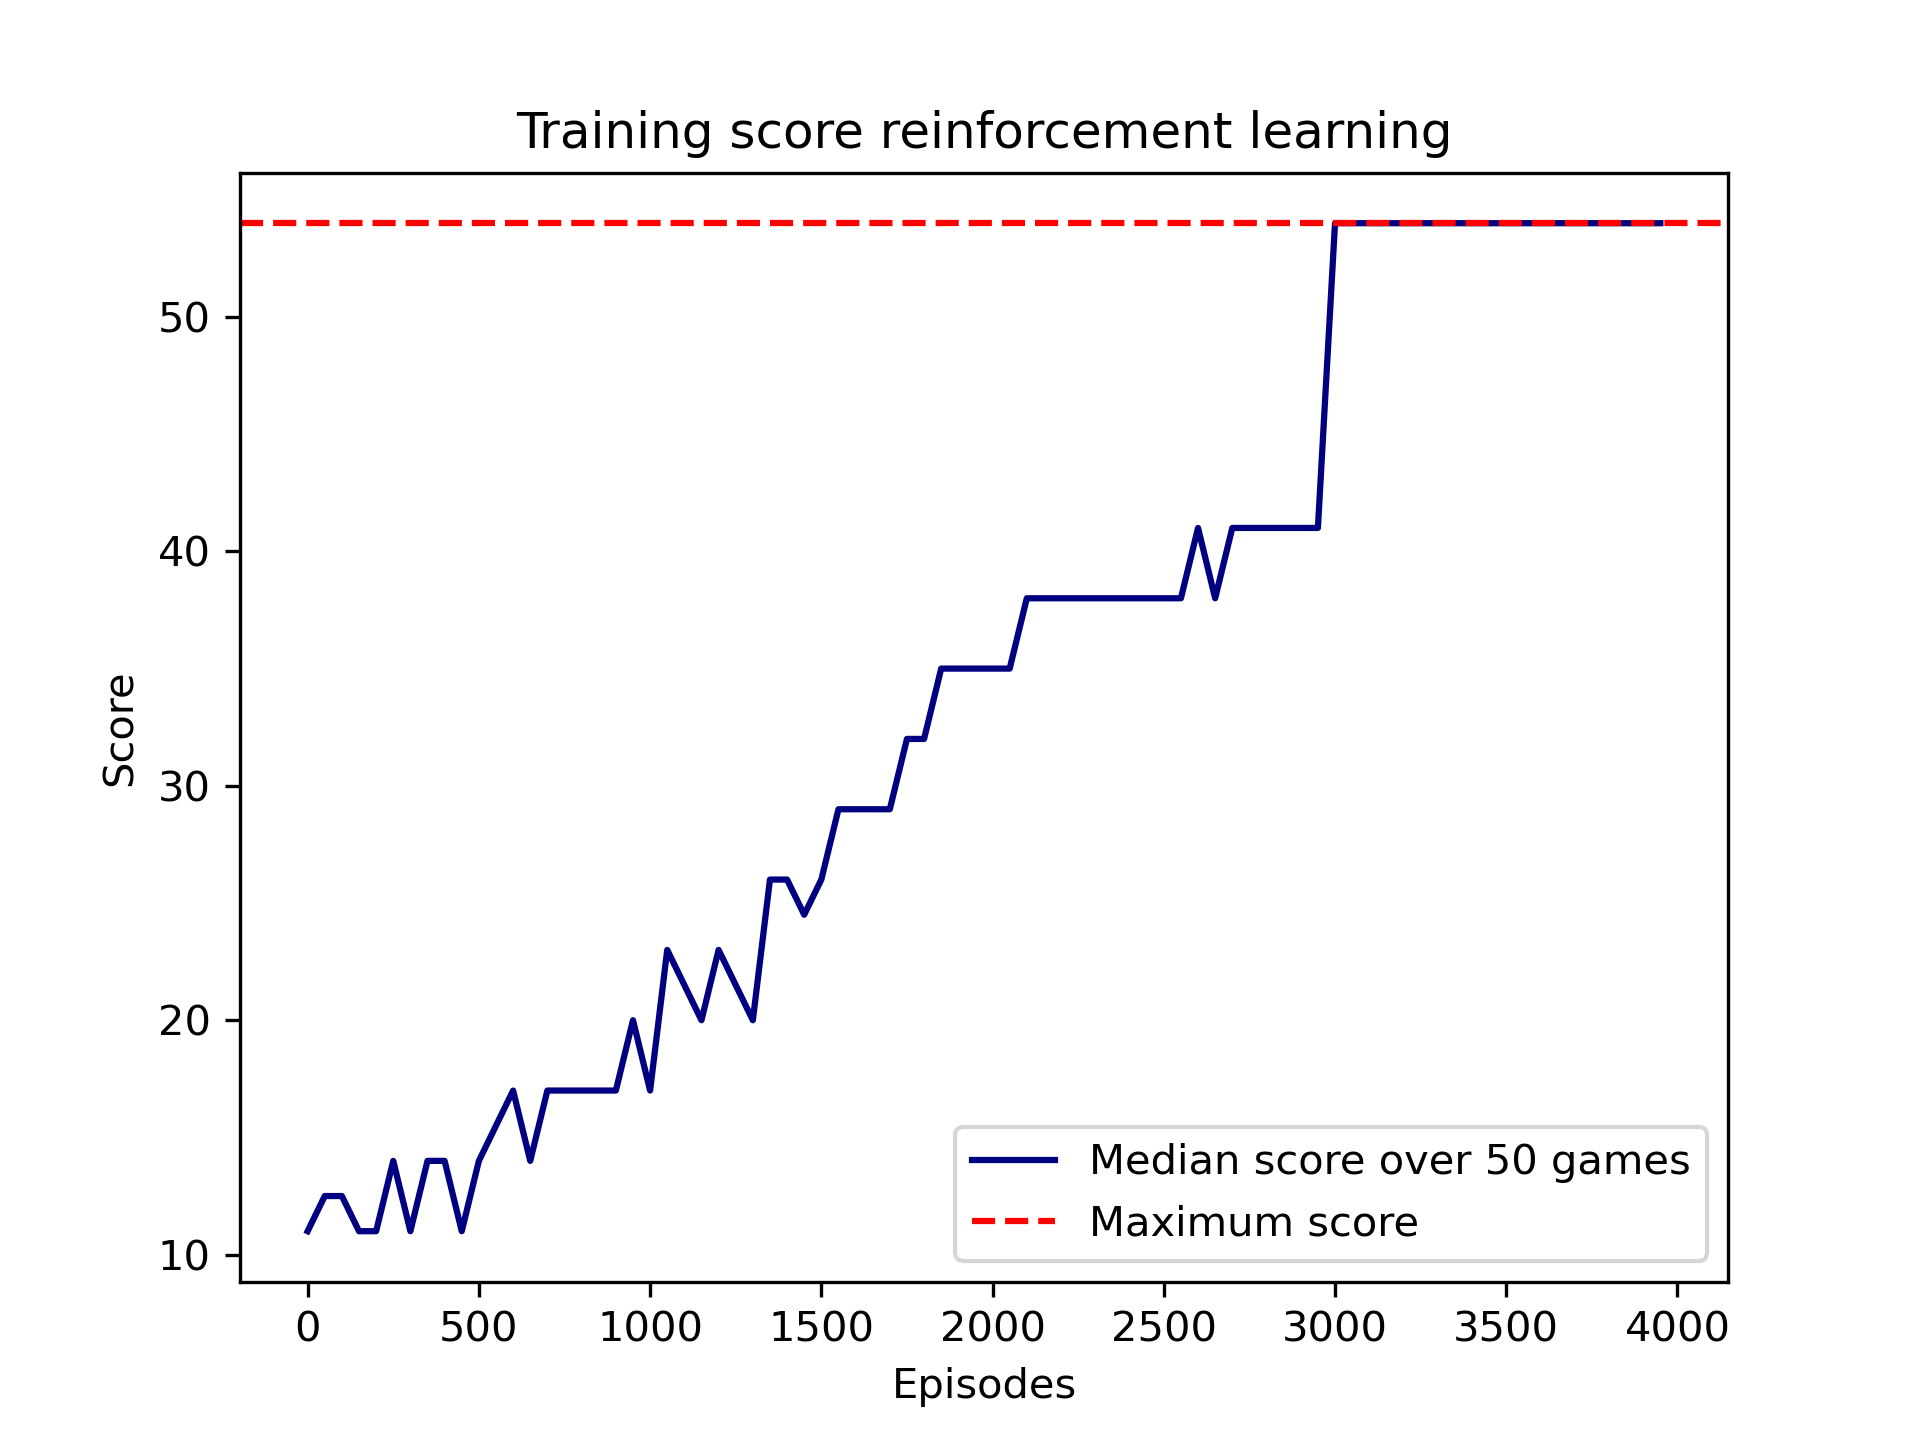 Training score reinforcement learning
50
40
30
20
10
Score
0 500 1000 1500 2000 2500 3000 3500 4000
Episodes
Median score over 50 games
Maximum score